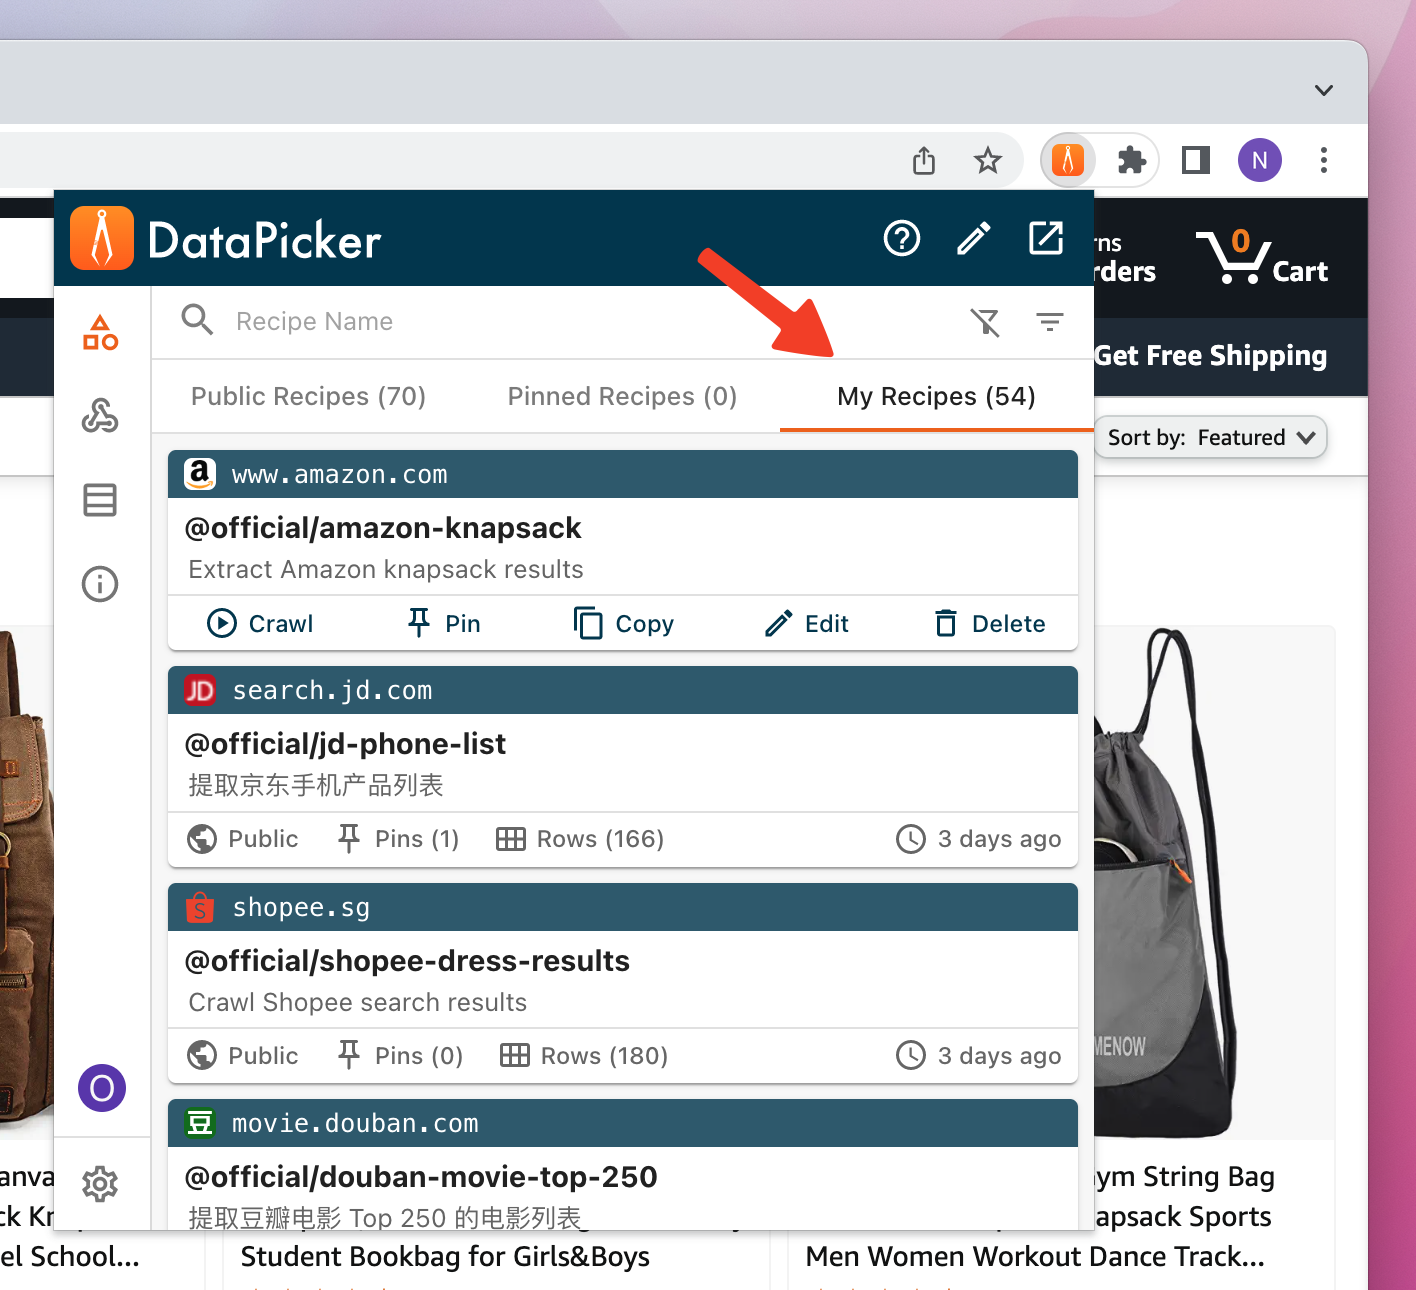 N
DataPicker
rns
rders
0
Cart
Recipe Name
Get Free Shipping
Public Recipes (70)
Pinned Recipes (0)
My Recipes (54)
Sort by: Featured
a www.amazon.com
@official/amazon-knapsack
Extract Amazon knapsack results
Crawl
Pin
Copy
Edit
Delete
JD search.jd.com
@official/jd-phone-list
提取京东手机产品列表
Public
Pins (1)
Rows (166)
3 days ago
S shopee.sg
@official/shopee-dress-results
Crawl Shopee search results
Public
Pins (0)
Rows (180)
3 days ago
MENOW
O
豆 movie.douban.com
@official/douban-movie-top-250
提取豆瓣电影 Top 250 的电影列表
anva
ck Kn
el School...
Student Bookbag for Girls&Boys
ym String Bag
apsack Sports
Men Women Workout Dance Track...